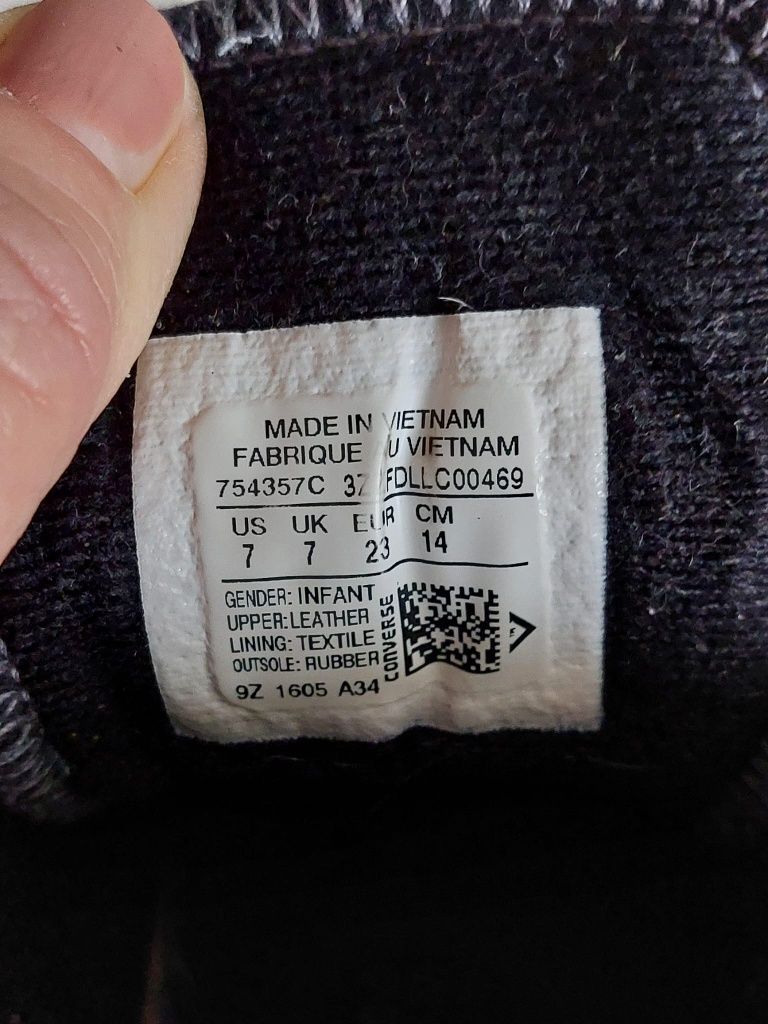 MADE IN VIETNAM
FABRIQUE U VIETNAM
754357C FDLLC00469
US UK EUR CM
7 7 23 14
GENDER: INFANT
UPPER: LEATHER
LINING: TEXTILE
OUTSOLE: RUBBER
CONVERSE
9Z 1605 A34